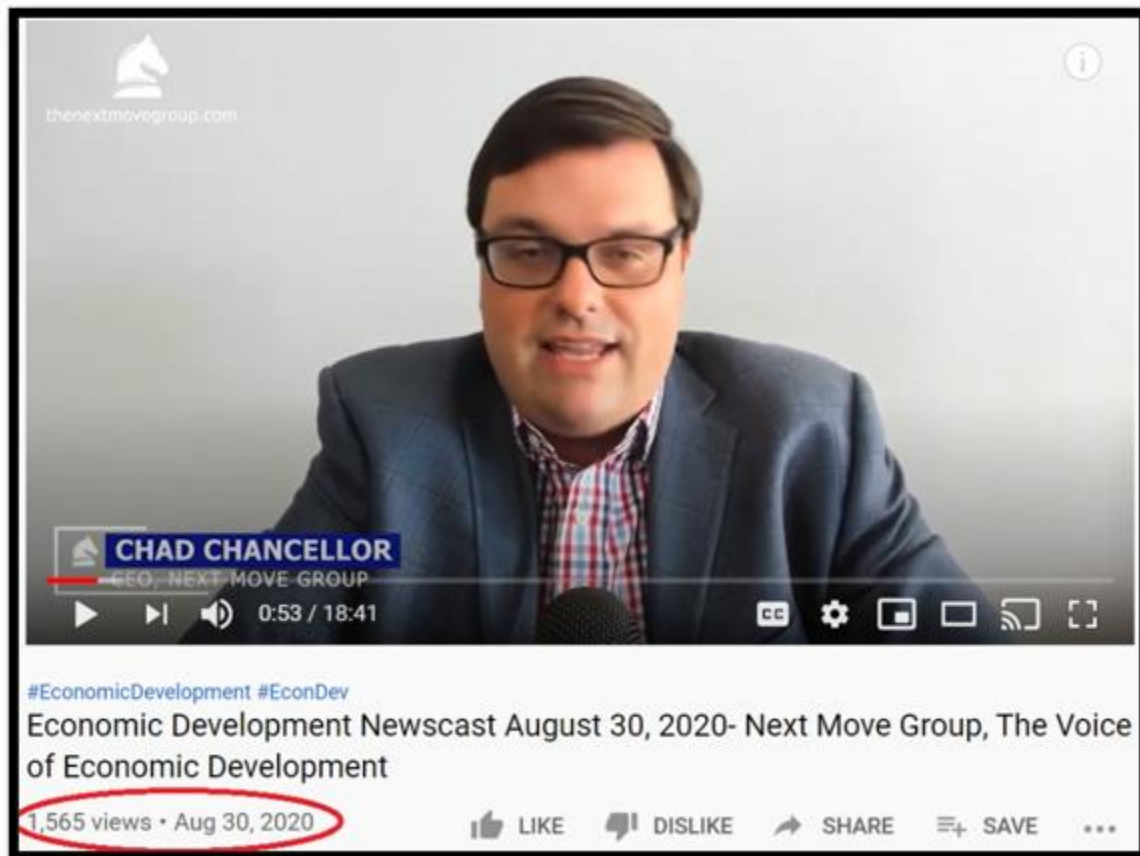 thenextmovegroup.com
i
CHAD CHANCELLOR
CEO, NEXT MOVE GROUP
0:53 / 18:41
CC
#EconomicDevelopment #EconDev
Economic Development Newscast August 30, 2020- Next Move Group, The Voice
of Economic Development
1,565 views • Aug 30, 2020 LIKE DISLIKE SHARE SAVE